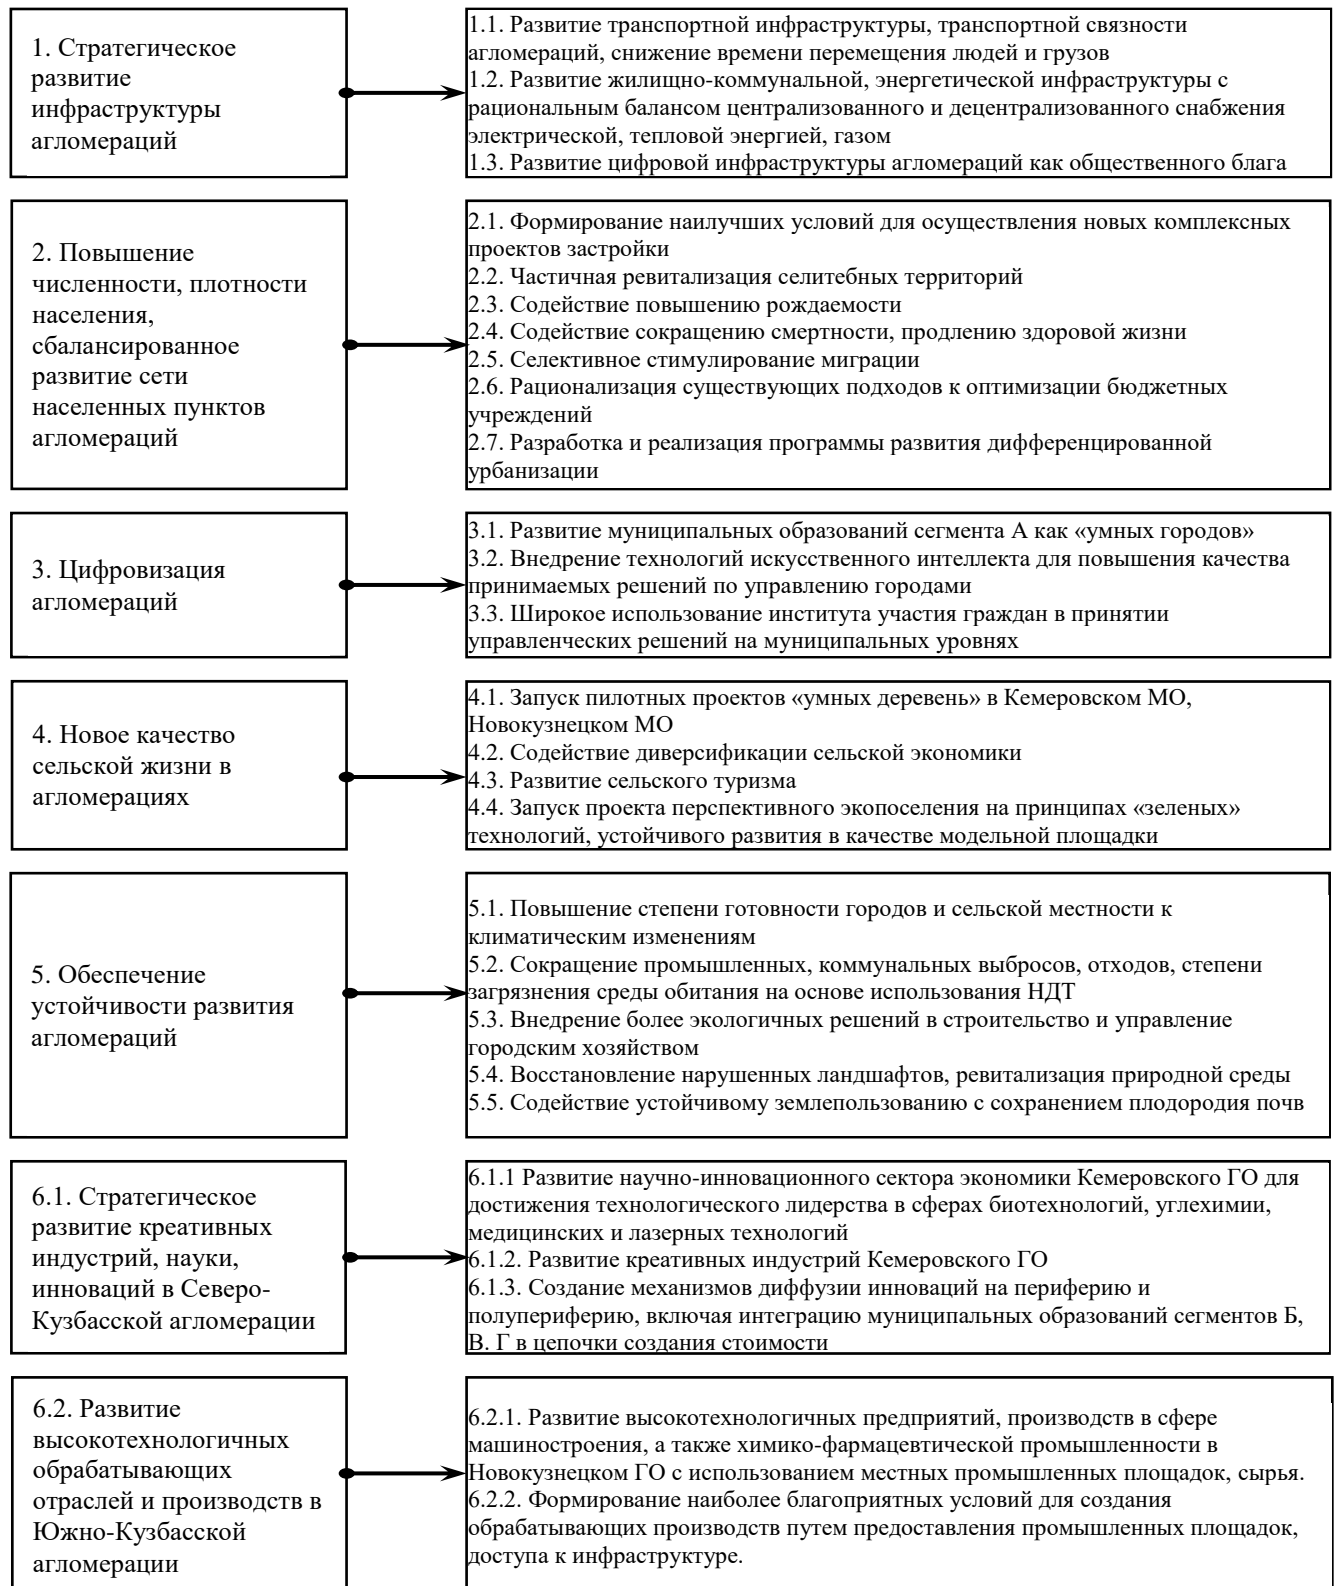 1. Стратегическое
развитие
инфраструктуры
агломераций
1.1. Развитие транспортной инфраструктуры, транспортной связности
агломераций, снижение времени перемещения людей и грузов
1.2. Развитие жилищно-коммунальной, энергетической инфраструктуры с
рациональным балансом централизованного и децентрализованного снабжения
электрической, тепловой энергией, газом
1.3. Развитие цифровой инфраструктуры агломераций как общественного блага
2. Повышение
численности, плотности
населения,
сбалансированное
развитие сети
населенных пунктов
агломераций
2.1. Формирование наилучших условий для осуществления новых комплексных
проектов застройки
2.2. Частичная ревитализация селитебных территорий
2.3. Содействие повышению рождаемости
2.4. Содействие сокращению смертности, продлению здоровой жизни
2.5. Селективное стимулирование миграции
2.6. Рационализация существующих подходов к оптимизации бюджетных
учреждений
2.7. Разработка и реализация программы развития дифференцированной
урбанизации
3. Цифровизация
агломераций
3.1. Развитие муниципальных образований сегмента А как «умных городов»
3.2. Внедрение технологий искусственного интеллекта для повышения качества
принимаемых решений по управлению городами
3.3. Широкое использование института участия граждан в принятии
управленческих решений на муниципальных уровнях
4. Новое качество
сельской жизни в
агломерациях
4.1. Запуск пилотных проектов «умных деревень» в Кемеровском МО,
Новокузнецком МО
4.2. Содействие диверсификации сельской экономики
4.3. Развитие сельского туризма
4.4. Запуск проекта перспективного экопоселения на принципах «зеленых»
технологий, устойчивого развития в качестве модельной площадки
5. Обеспечение
устойчивости развития
агломераций
5.1. Повышение степени готовности городов и сельской местности к
климатическим изменениям
5.2. Сокращение промышленных, коммунальных выбросов, отходов, степени
загрязнения среды обитания на основе использования НДТ
5.3. Внедрение более экологичных решений в строительство и управление
городским хозяйством
5.4. Восстановление нарушенных ландшафтов, ревитализация природной среды
5.5. Содействие устойчивому землепользованию с сохранением плодородия почв
6.1. Стратегическое
развитие креативных
индустрий, науки,
инноваций в Северо-
Кузбасской агломерации
6.1.1 Развитие научно-инновационного сектора экономики Кемеровского ГО для
достижения технологического лидерства в сферах биотехнологий, углехимии,
медицинских и лазерных технологий
6.1.2. Развитие креативных индустрий Кемеровского ГО
6.1.3. Создание механизмов диффузии инноваций на периферию и
полупериферию, включая интеграцию муниципальных образований сегментов Б,
В. Г в цепочки создания стоимости
6.2. Развитие
высокотехнологичных
обрабатывающих
отраслей и производств в
Южно-Кузбасской
агломерации
6.2.1. Развитие высокотехнологичных предприятий, производств в сфере
машиностроения, а также химико-фармацевтической промышленности в
Новокузнецком ГО с использованием местных промышленных площадок, сырья.
6.2.2. Формирование наиболее благоприятных условий для создания
обрабатывающих производств путем предоставления промышленных площадок,
доступа к инфраструктуре.